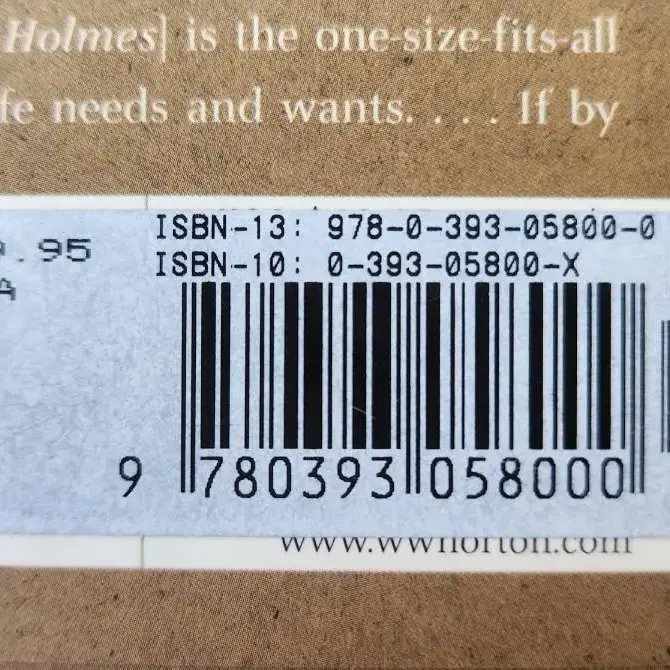 Holmes] is the one-size-fits-all
fe needs and wants. . . . If by
ISBN-13: 978-0-393-05800-0
.95
ISBN-10: 0-393-05800-X
A
9 780393 058000
www.wwnorton.com